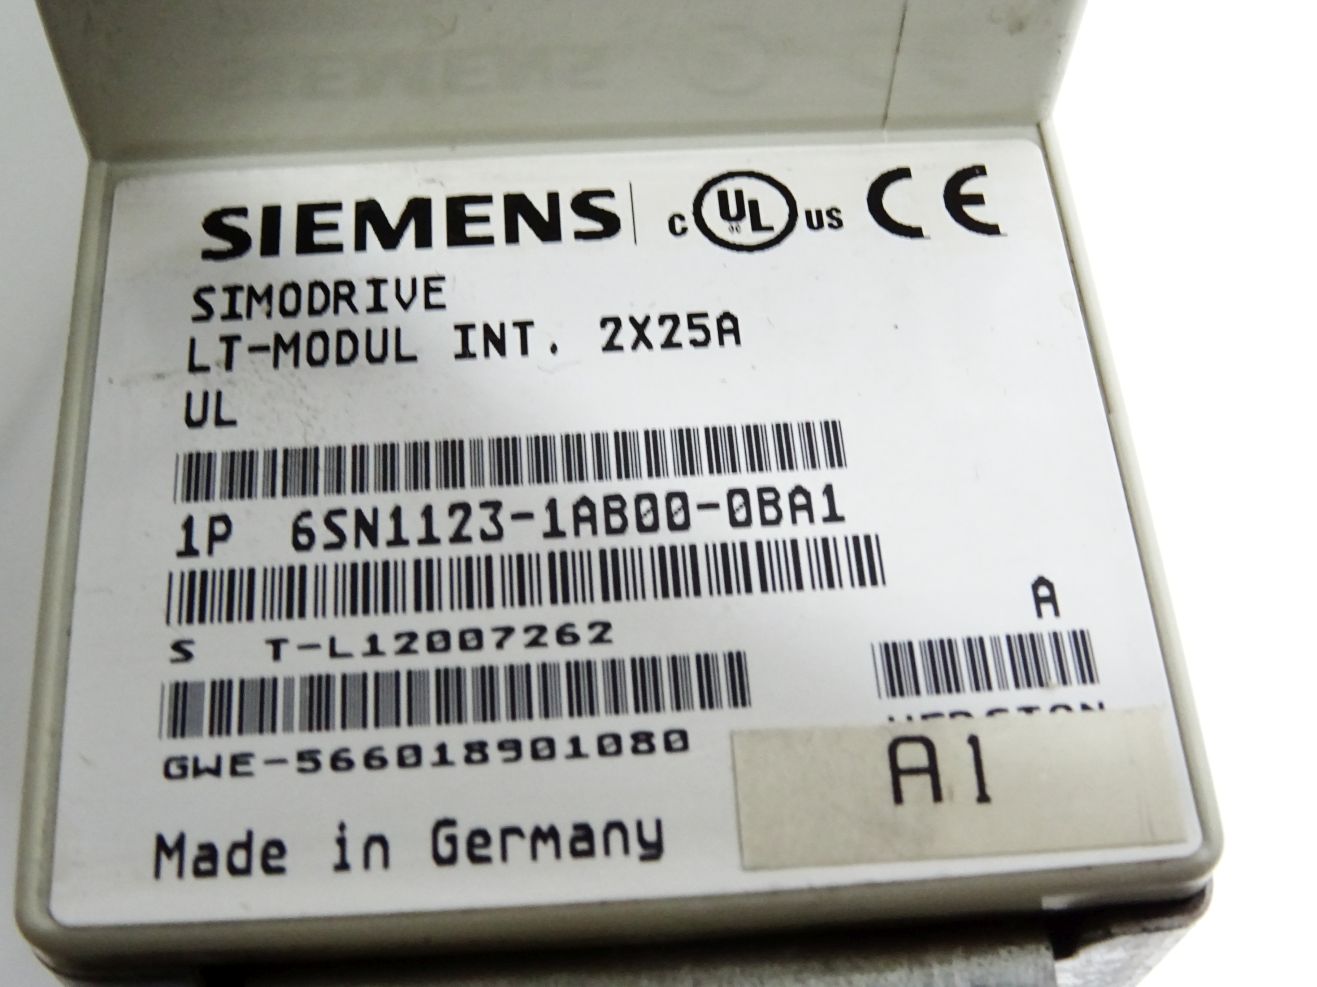 SIEMENS c UL us CE
SIMODRIVE
LT-MODUL INT. 2X25A
UL
1P 6SN1123-1AB00-0BA1
A
S T-L12007262
GWE-566018901080
A1
Made in Germany